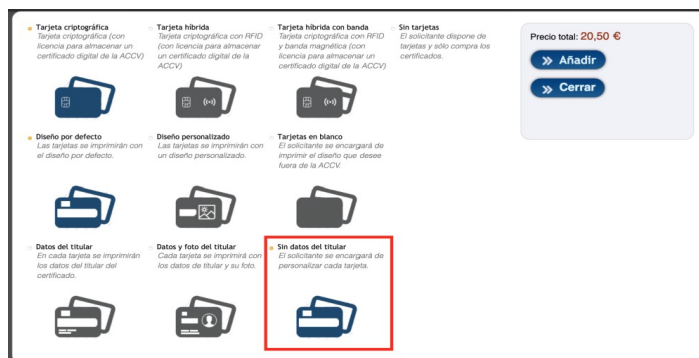 Tarjeta criptográfica
Tarjeta criptográfica (con
licencia para almacenar un
certificado digital de la ACCV)
Tarjeta híbrida
Tarjeta criptográfica con RFID
(con licencia para almacenar
un certificado digital de la
ACCV)
Tarjeta híbrida con banda
Tarjeta criptográfica con RFID
y banda magnética (con
licencia para almacenar un
certificado digital de la ACCV)
Sin tarjetas
El solicitante dispone de
tarjetas y sólo compra los
certificados.
Precio total: 20,50 €
Añadir
Cerrar
Diseño por defecto
Las tarjetas se imprimirán con
el diseño por defecto.
Diseño personalizado
Las tarjetas se imprimirán con
un diseño personalizado.
Tarjetas en blanco
El solicitante se encargará de
imprimir el diseño que desee
fuera de la ACCV.
Datos del titular
En cada tarjeta se imprimirán
los datos del titular del
certificado.
Datos y foto del titular
Cada tarjeta se imprimirá con
los datos de titular y su foto.
Sin datos del titular
El solicitante se encargará de
personalizar cada tarjeta.